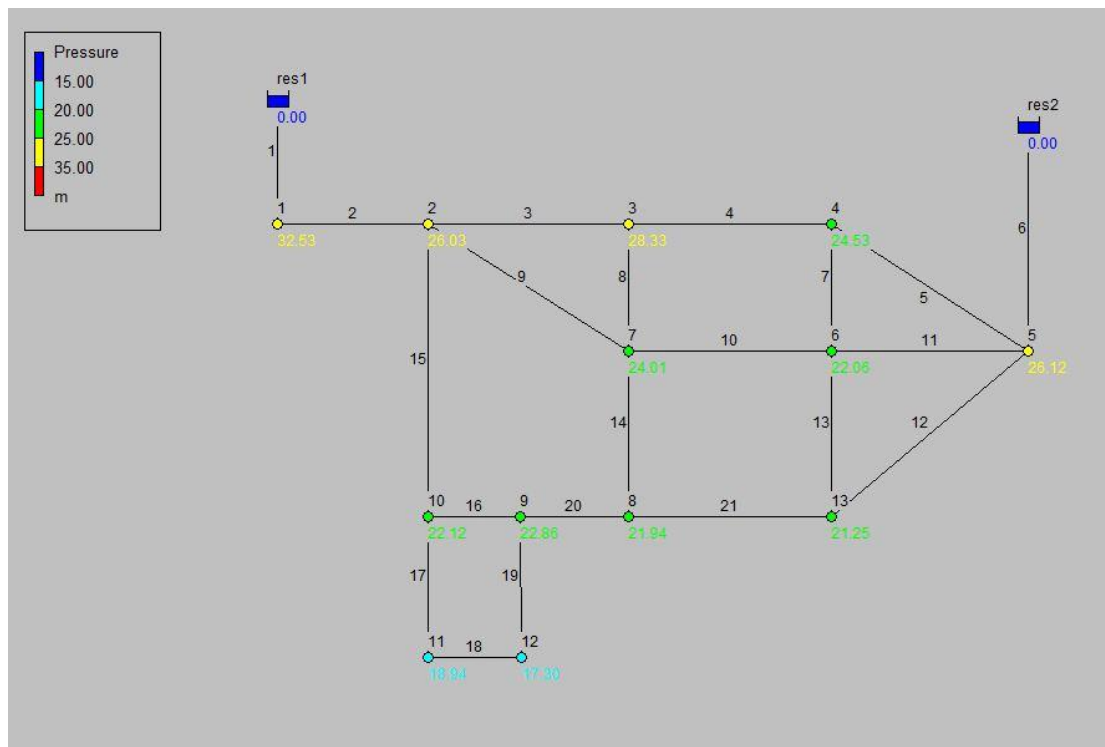 Pressure
15.00
20.00
25.00
35.00
m
res1
0.00
res2
0.00
1
1 2 2 3 3 4 4
32.53 26.03 28.33 24.53
6
9 8 7 5
7 10 6 11 5
24.01 22.06 26.12
15
14 13 12
10 16 9 20 8 21 13
22.12 22.86 21.94 21.25
17 19
11 18 12
18.94 17.30